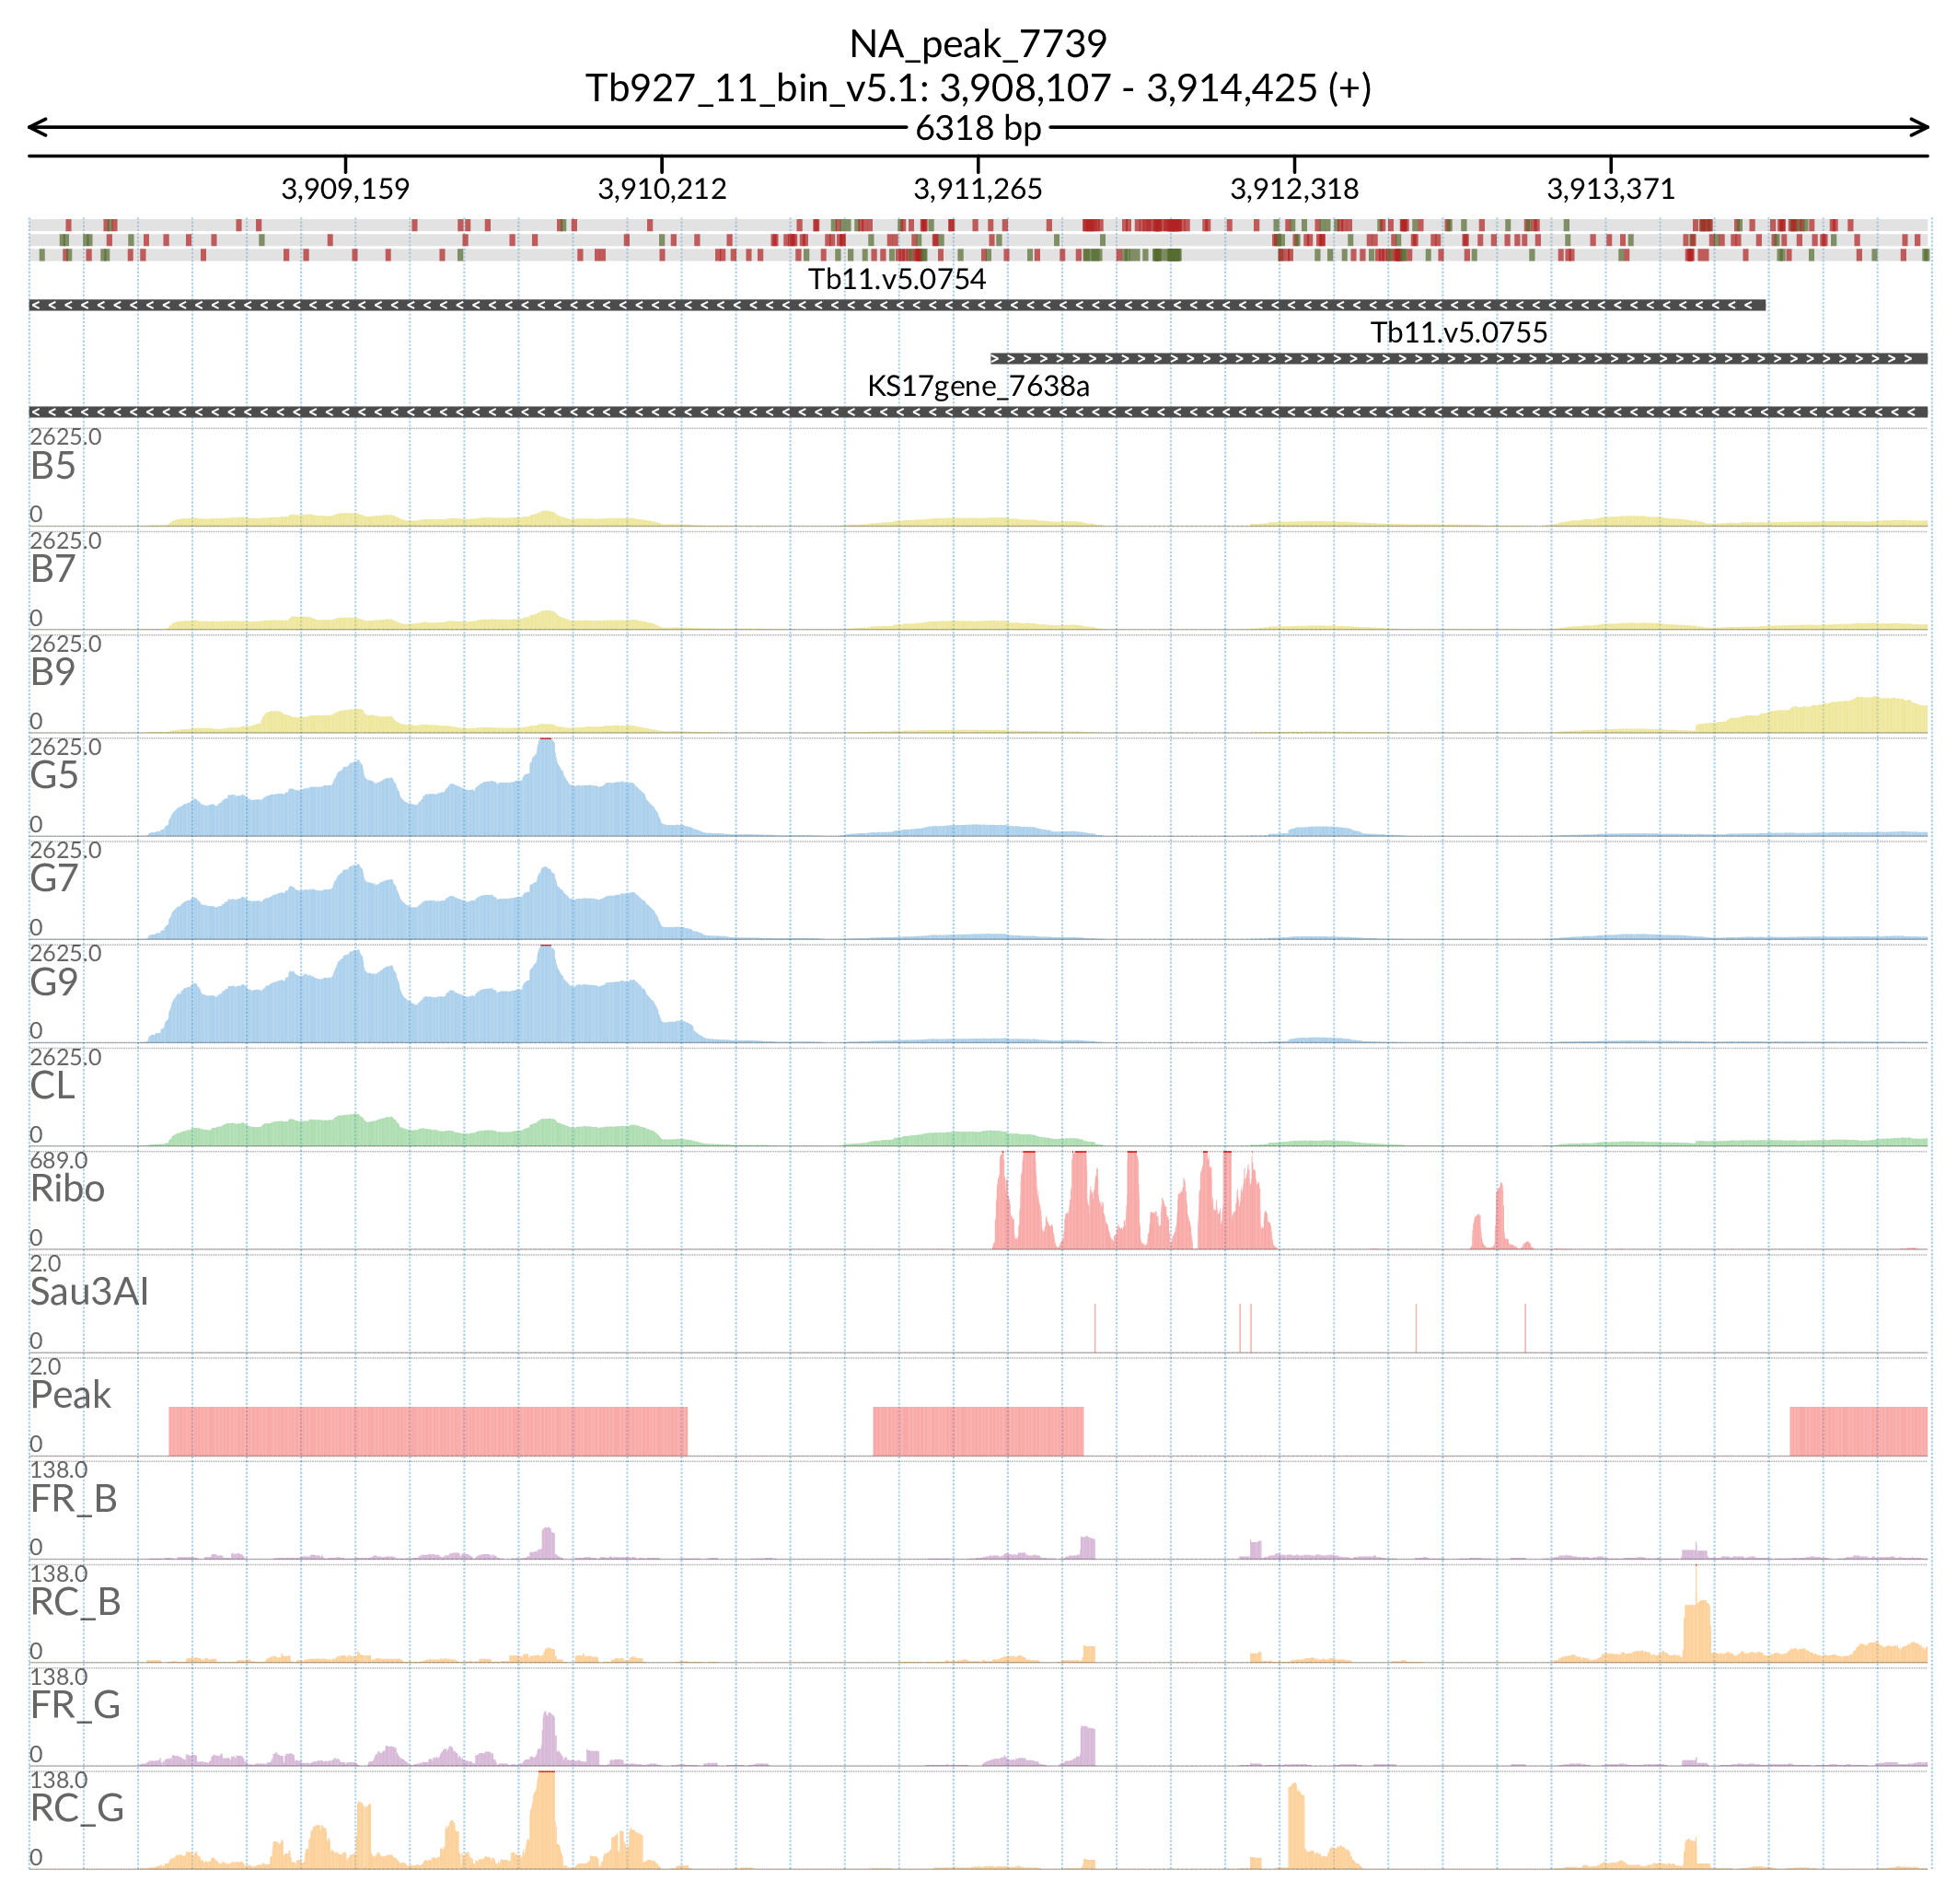 NA_peak_7739
Tb927_11_bin_v5.1: 3,908,107 - 3,914,425 (+)
6318 bp
3,909,159 3,910,212 3,911,265 3,912,318 3,913,371
Tb11.v5.0754
Tb11.v5.0755
KS17gene_7638a
2625.0
B5
0
2625.0
B7
0
2625.0
B9
0
2625.0
G5
0
2625.0
G7
0
2625.0
G9
0
2625.0
CL
0
689.0
Ribo
0
2.0
Sau3AI
0
2.0
Peak
0
138.0
FR_B
0
138.0
RC_B
0
138.0
FR_G
0
138.0
RC_G
0